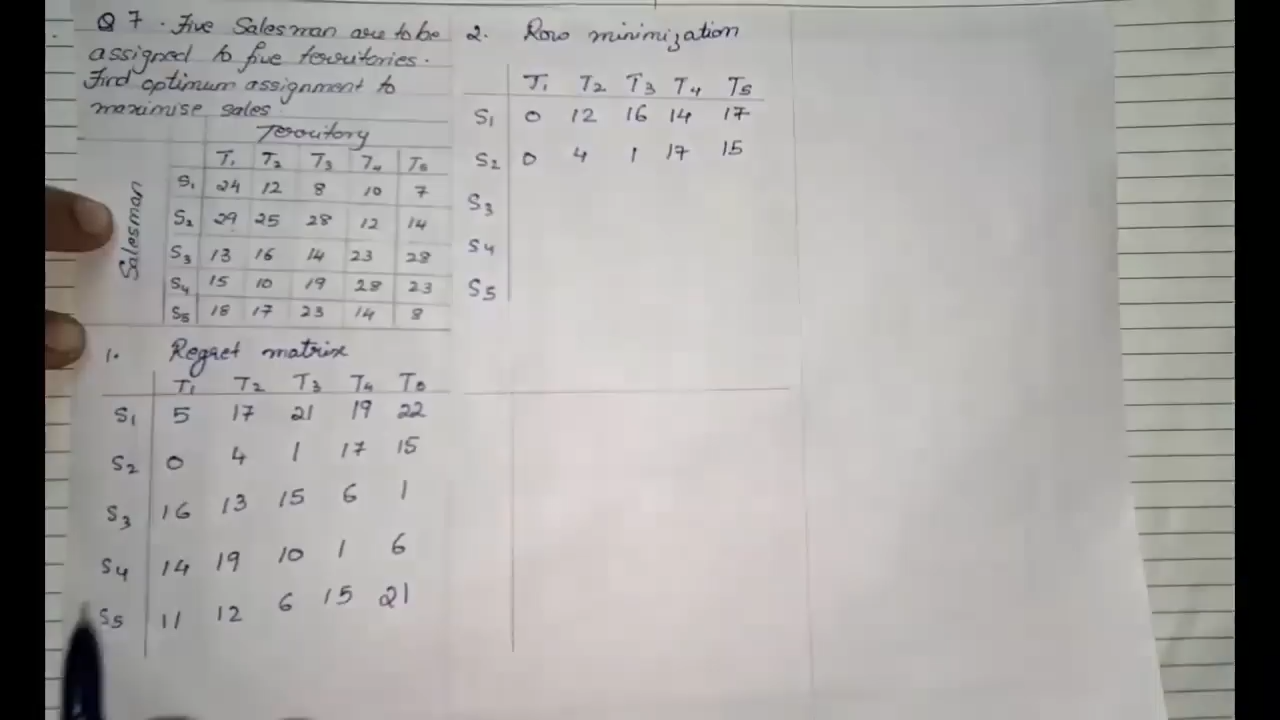 Q 7. Five Salesman are to be
assigned to five territories.
Find optimum assignment to
maximise sales.
Territory
T1 T2 T3 T4 T5
Salesman
S1 24 12 8 10 7
S2 29 25 28 12 14
S3 13 16 14 23 28
S4 15 10 19 28 23
S5 18 17 23 14 8
1. Regret matrix
T1 T2 T3 T4 T5
S1 5 17 21 19 22
S2 0 4 1 17 15
S3 16 13 15 6 1
S4 14 19 10 1 6
S5 11 12 6 15 21
2. Row minimization
T1 T2 T3 T4 T5
S1 0 12 16 14 17
S2 0 4 1 17 15
S3
S4
S5